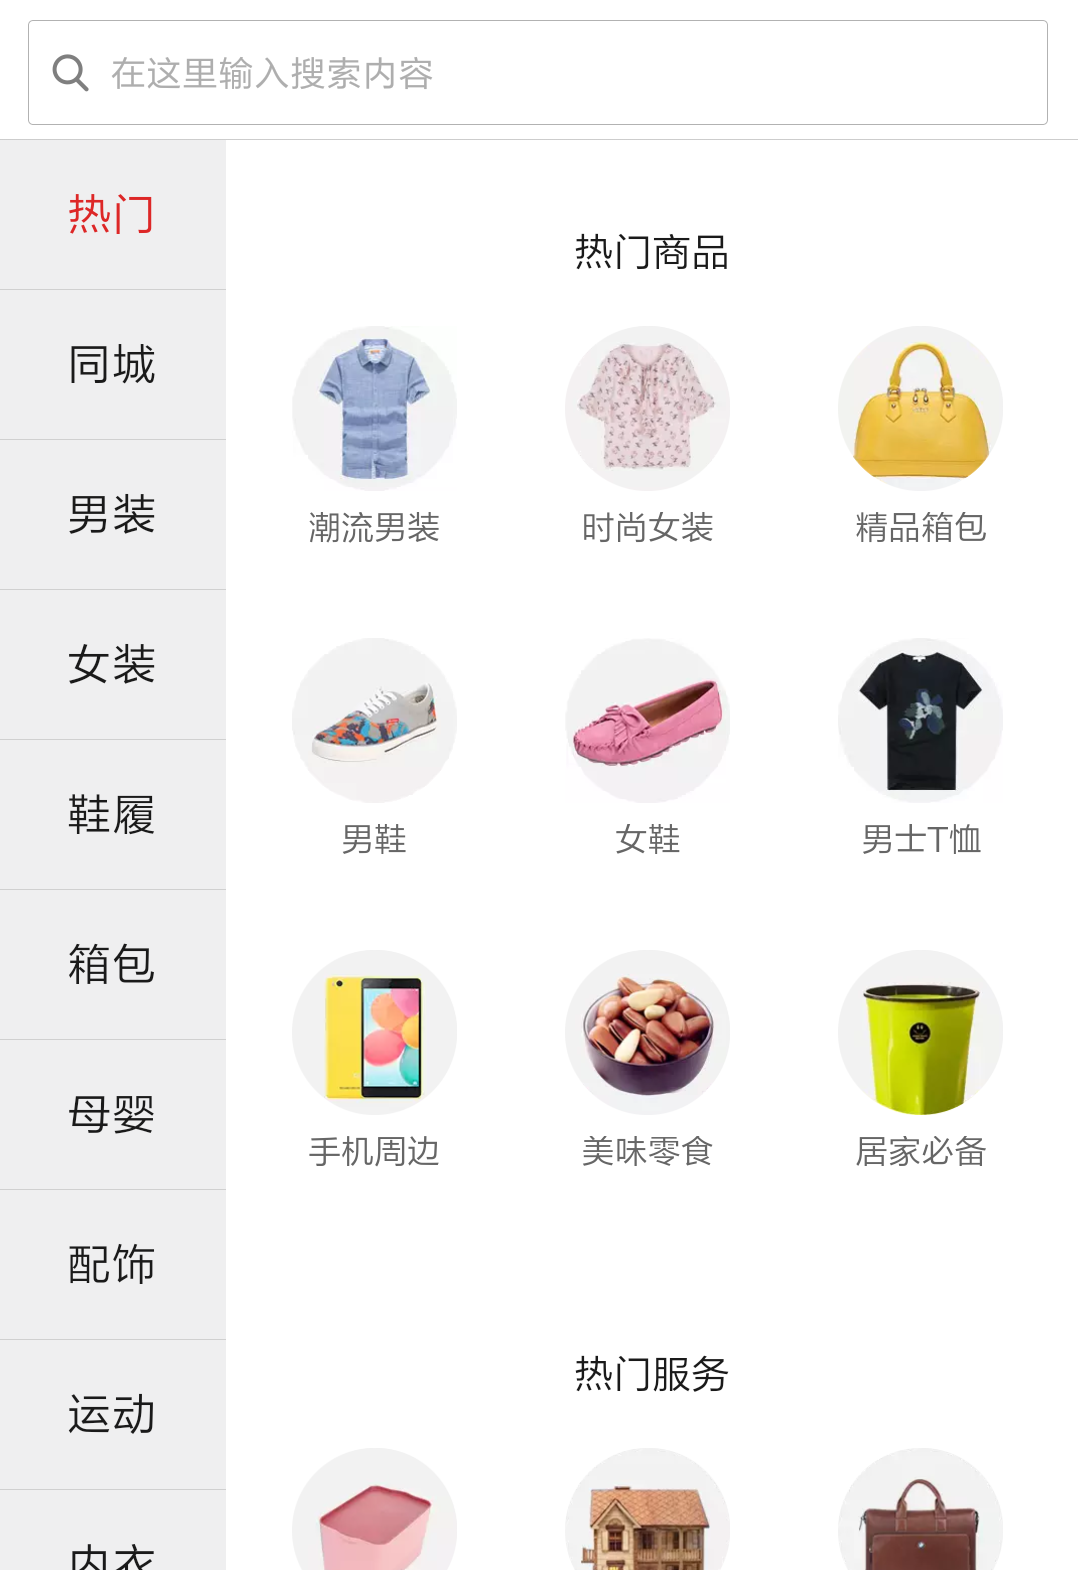 在这里输入搜索内容
热门
同城
男装
女装
鞋履
箱包
母婴
配饰
运动
内衣
热门商品
潮流男装
时尚女装
精品箱包
男鞋
女鞋
男士T恤
手机周边
美味零食
居家必备
热门服务